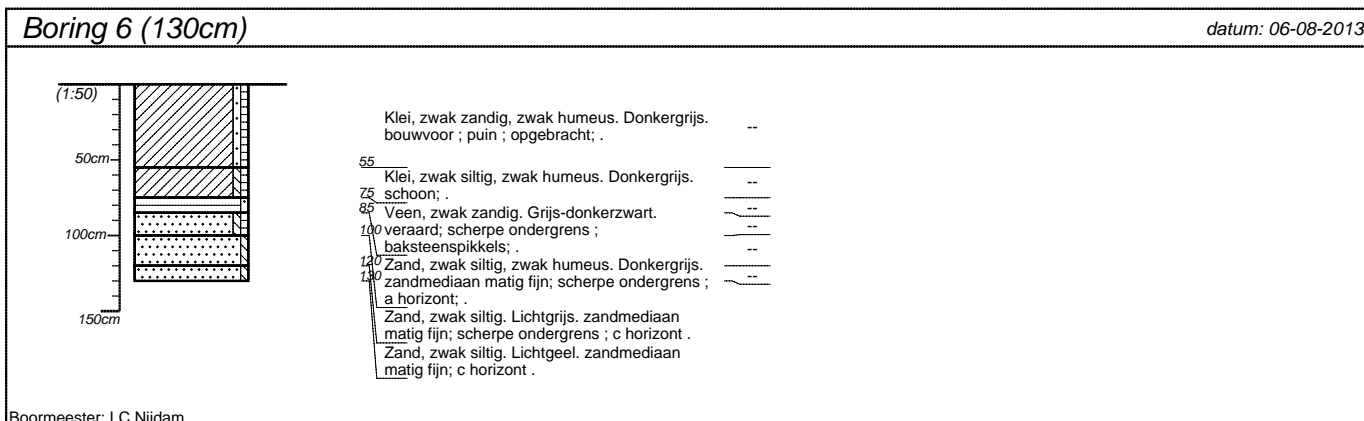 Boring 6 (130cm)
datum: 06-08-2013
(1:50)
50cm
100cm
150cm
Klei, zwak zandig, zwak humeus. Donkergrijs.
bouwvoor ; puin ; opgebracht; .
--
55
Klei, zwak siltig, zwak humeus. Donkergrijs.
schoon; .
--
75
Veen, zwak zandig. Grijs-donkerzwart.
veraard; scherpe ondergrens ;
baksteenspikkels; .
--
85
Zand, zwak siltig, zwak humeus. Donkergrijs.
zandmediaan matig fijn; scherpe ondergrens ;
a horizont; .
--
100
Zand, zwak siltig. Lichtgrijs. zandmediaan
matig fijn; scherpe ondergrens ; c horizont .
--
120
Zand, zwak siltig. Lichtgeel. zandmediaan
matig fijn; c horizont .
--
130
Boormeester: LC Nijdam